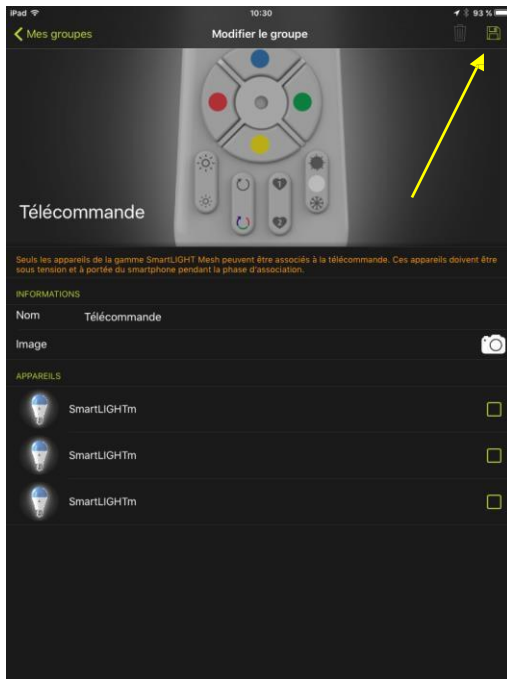 iPad 10:30 93 %
Mes groupes Modifier le groupe
1
2
Télécommande
Seuls les appareils de la gamme SmartLIGHT Mesh peuvent être associés à la télécommande. Ces appareils doivent être
sous tension et à portée du smartphone pendant la phase d'association.
INFORMATIONS
Nom Télécommande
Image
APPAREILS
SmartLIGHTm
SmartLIGHTm
SmartLIGHTm